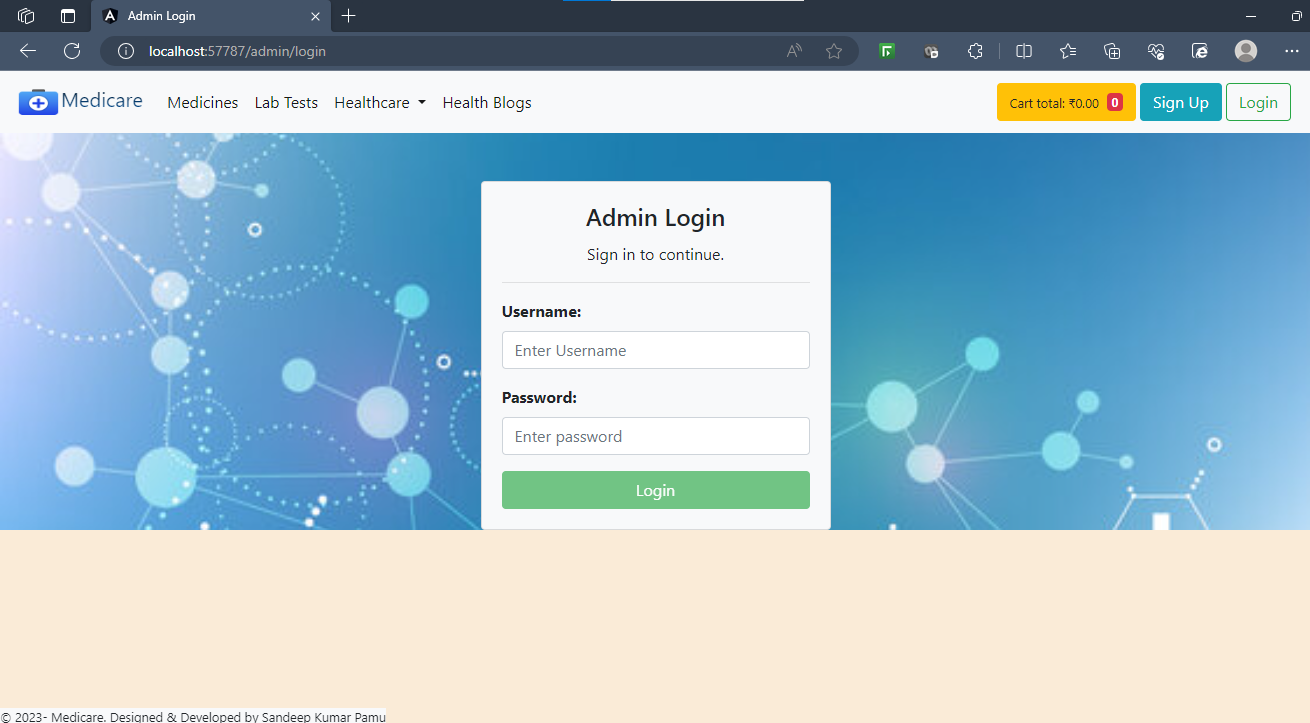 Admin Login
localhost:57787/admin/login
Medicare Medicines Lab Tests Healthcare Health Blogs Cart total: ₹0.00 0 Sign Up Login
Admin Login
Sign in to continue.
Username:
Enter Username
Password:
Enter password
Login
© 2023- Medicare. Designed & Developed by Sandeep Kumar Pamu